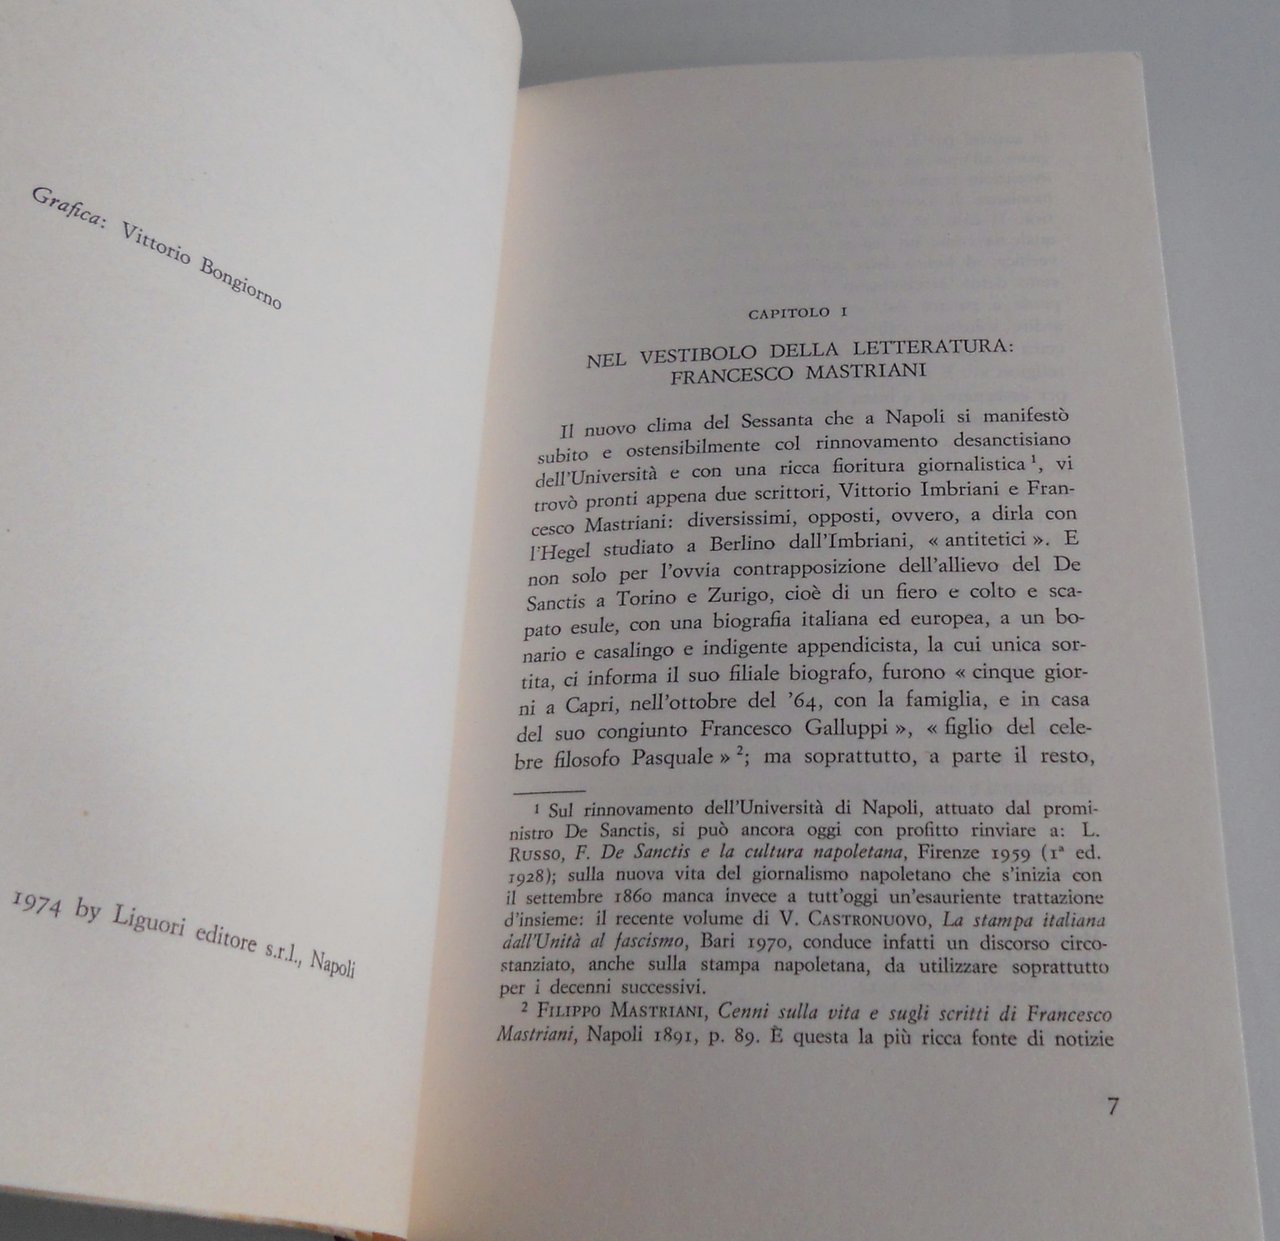 Grafica: Vittorio Bongiorno
1974 by Liguori editore s.r.l., Napoli
CAPITOLO I
NEL VESTIBOLO DELLA LETTERATURA:
FRANCESCO MASTRIANI
Il nuovo clima del Sessanta che a Napoli si manifestò
subito e ostensibilmente col rinnovamento desanctisiano
dell'Università e con una ricca fioritura giornalistica ¹, vi
trovò pronti appena due scrittori, Vittorio Imbriani e Fran-
cesco Mastriani: diversissimi, opposti, ovvero, a dirla con
l'Hegel studiato a Berlino dall'Imbriani, « antitetici ». E
non solo per l'ovvia contrapposizione dell'allievo del De
Sanctis a Torino e Zurigo, cioè di un fiero e colto e sca-
pato esule, con una biografia italiana ed europea, a un bo-
nario e casalingo e indigente appendicista, la cui unica sor-
tita, ci informa il suo filiale biografo, furono « cinque gior-
ni a Capri, nell'ottobre del '64, con la famiglia, e in casa
del suo congiunto Francesco Galluppi », « figlio del cele-
bre filosofo Pasquale » ²; ma soprattutto, a parte il resto,
¹ Sul rinnovamento dell'Università di Napoli, attuato dal promi-
nistro De Sanctis, si può ancora oggi con profitto rinviare a: L.
RUSSO, F. De Sanctis e la cultura napoletana, Firenze 1959 (1ª ed.
1928); sulla nuova vita del giornalismo napoletano che s'inizia con
il settembre 1860 manca invece a tutt'oggi un'esauriente trattazione
d'insieme: il recente volume di V. CASTRONUOVO, La stampa italiana
dall'Unità al fascismo, Bari 1970, conduce infatti un discorso circo-
stanziato, anche sulla stampa napoletana, da utilizzare soprattutto
per i decenni successivi.
² FILIPPO MASTRIANI, Cenni sulla vita e sugli scritti di Francesco
Mastriani, Napoli 1891, p. 89. È questa la più ricca fonte di notizie
7